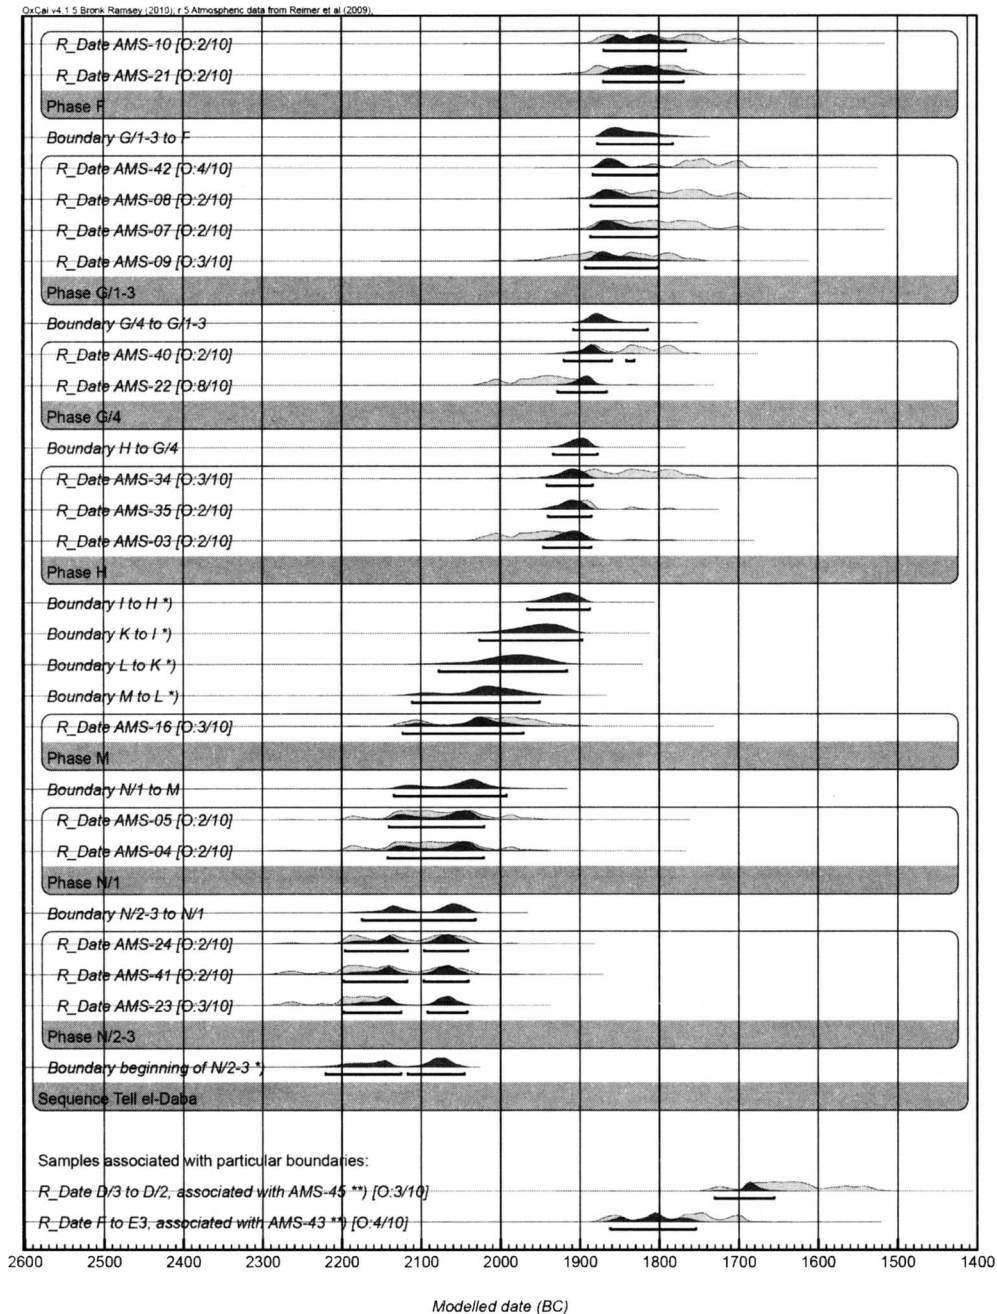 OxCal v4.1.5 Bronk Ramsey (2010); r:5 Atmospheric data from Reimer et al (2009);
R_Date AMS-10 [O:2/10]
R_Date AMS-21 [O:2/10]
Phase F
Boundary G/1-3 to F
R_Date AMS-42 [O:4/10]
R_Date AMS-08 [O:2/10]
R_Date AMS-07 [O:2/10]
R_Date AMS-09 [O:3/10]
Phase G/1-3
Boundary G/4 to G/1-3
R_Date AMS-40 [O:2/10]
R_Date AMS-22 [O:8/10]
Phase G/4
Boundary H to G/4
R_Date AMS-34 [O:3/10]
R_Date AMS-35 [O:2/10]
R_Date AMS-03 [O:2/10]
Phase H
Boundary I to H *)
Boundary K to I *)
Boundary L to K *)
Boundary M to L *)
R_Date AMS-16 [O:3/10]
Phase M
Boundary N/1 to M
R_Date AMS-05 [O:2/10]
R_Date AMS-04 [O:2/10]
Phase N/1
Boundary N/2-3 to N/1
R_Date AMS-24 [O:2/10]
R_Date AMS-41 [O:2/10]
R_Date AMS-23 [O:3/10]
Phase N/2-3
Boundary beginning of N/2-3 *)
Sequence Tell el-Daba
Samples associated with particular boundaries:
R_Date D/3 to D/2, associated with AMS-45 **) [O:3/10]
R_Date F to E3, associated with AMS-43 **) [O:4/10]
2600 2500 2400 2300 2200 2100 2000 1900 1800 1700 1600 1500 1400
Modelled date (BC)